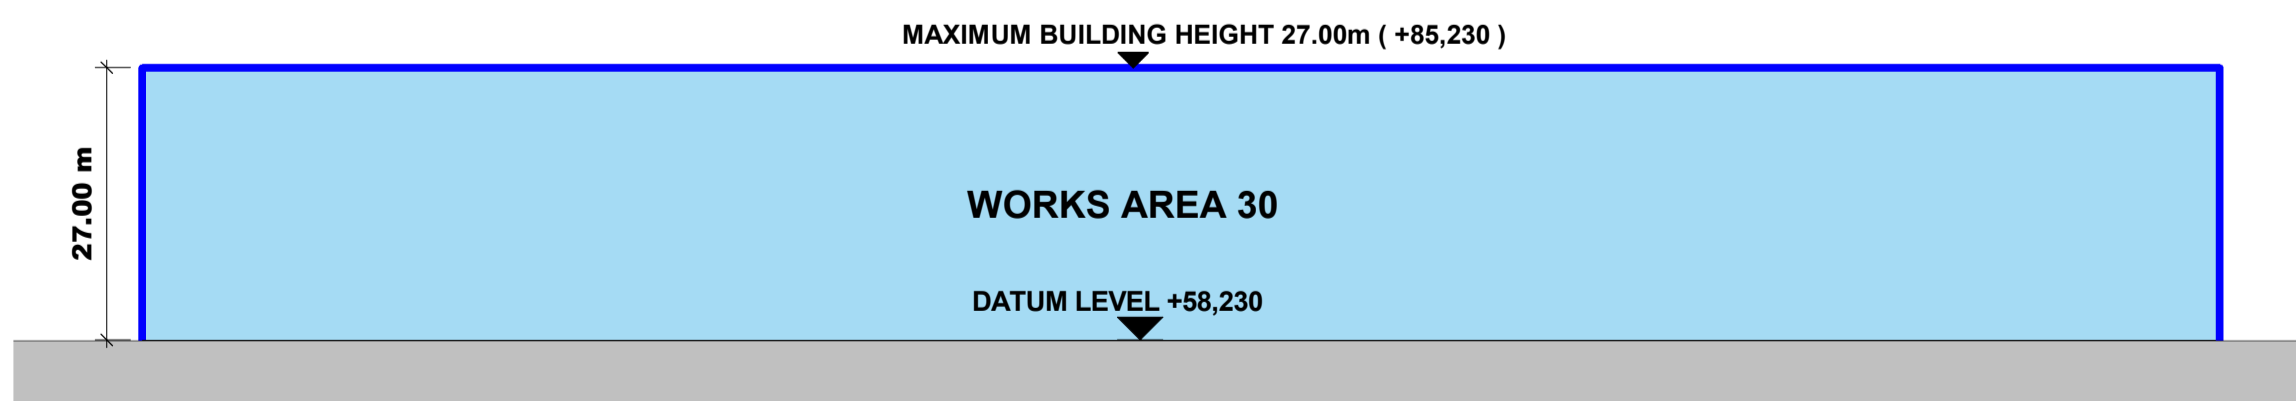 MAXIMUM BUILDING HEIGHT 27.00m ( +85,230 )
27.00 m
WORKS AREA 30
DATUM LEVEL +58,230